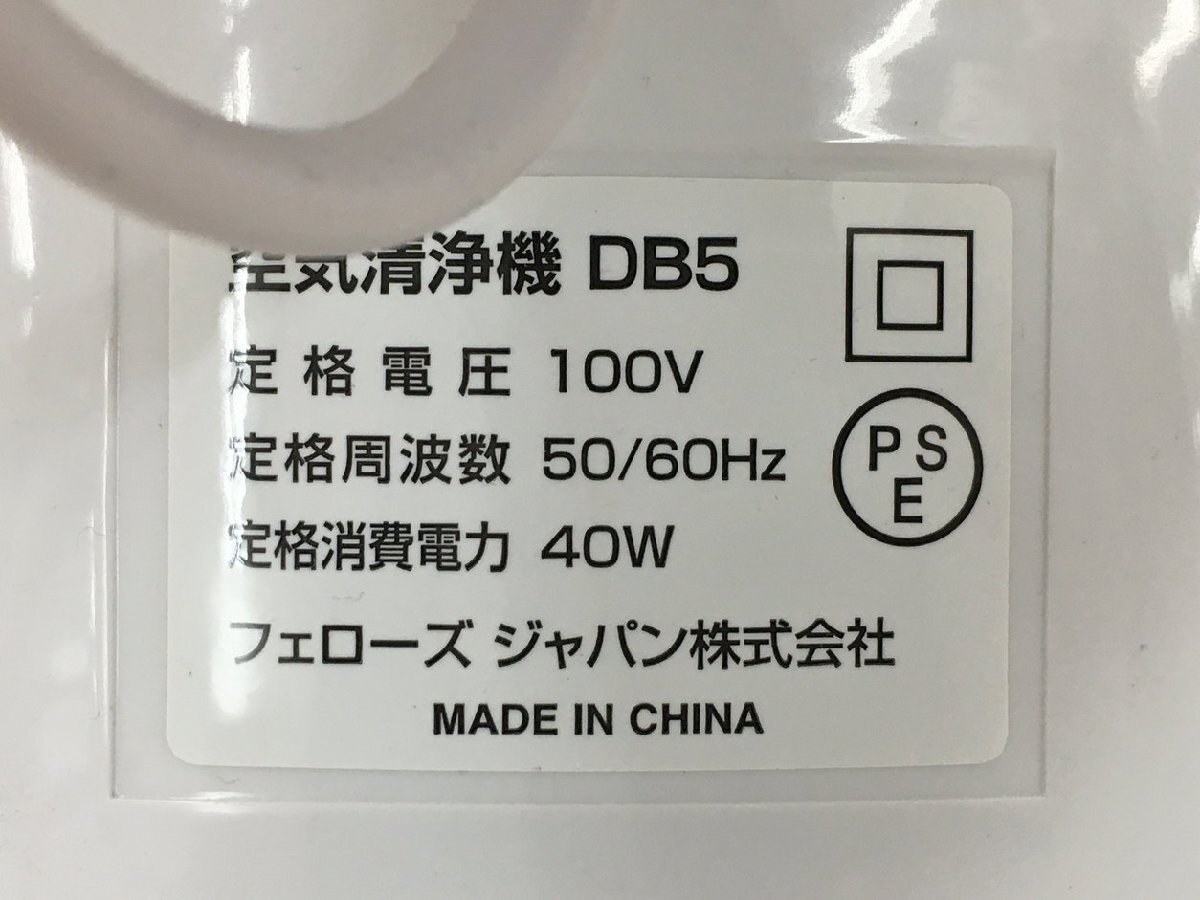 空気清浄機 DB5
定格電圧 100V
定格周波数 50/60Hz
定格消費電力 40W
PS
E
フェローズ ジャパン株式会社
MADE IN CHINA